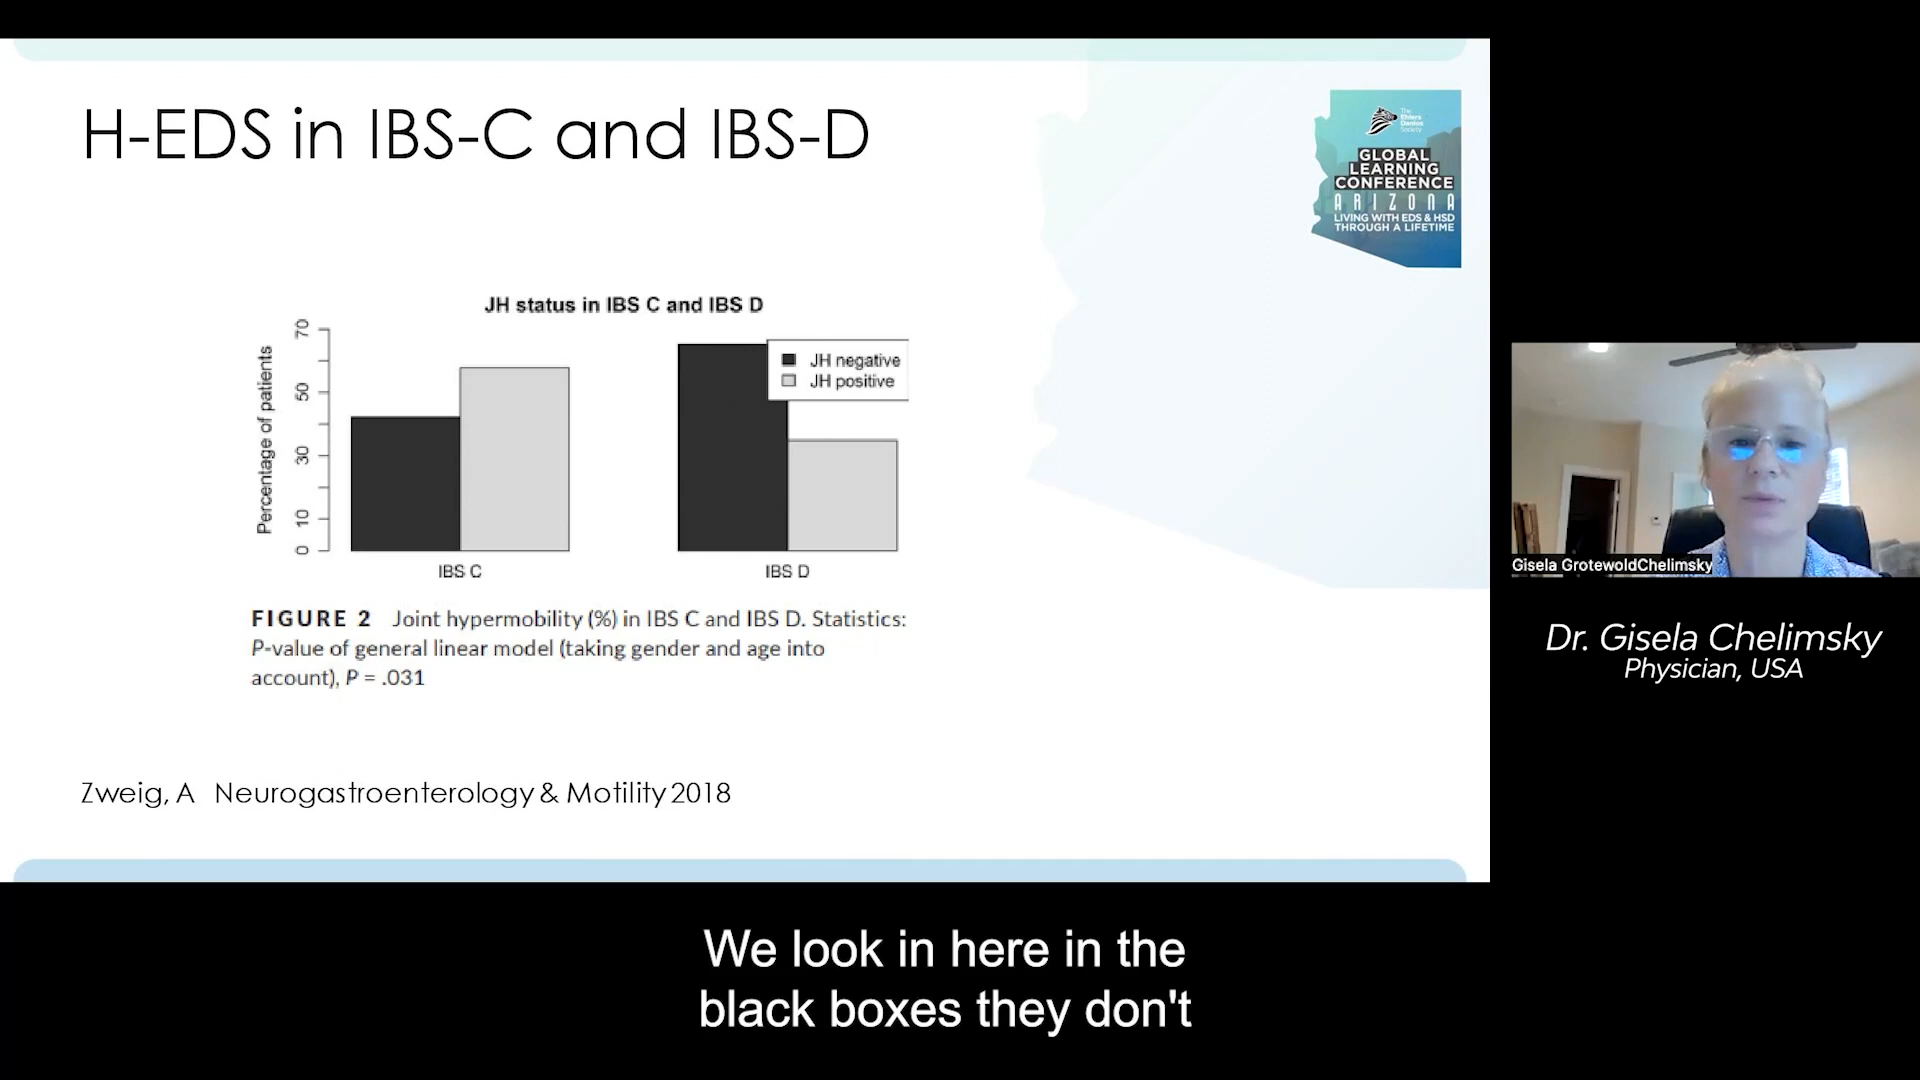 H-EDS in IBS-C and IBS-D
The
Ehlers
Danlos
Society
GLOBAL
LEARNING
CONFERENCE
ARIZONA
LIVING WITH EDS & HSD
THROUGH A LIFETIME
JH status in IBS C and IBS D
Percentage of patients
70
50
30
10
0
JH negative
JH positive
IBS C
IBS D
FIGURE 2 Joint hypermobility (%) in IBS C and IBS D. Statistics:
P-value of general linear model (taking gender and age into
account), P = .031
Zweig, A Neurogastroenterology & Motility 2018
Gisela GrotewoldChelimsky
Dr. Gisela Chelimsky
Physician, USA
We look in here in the
black boxes they don't